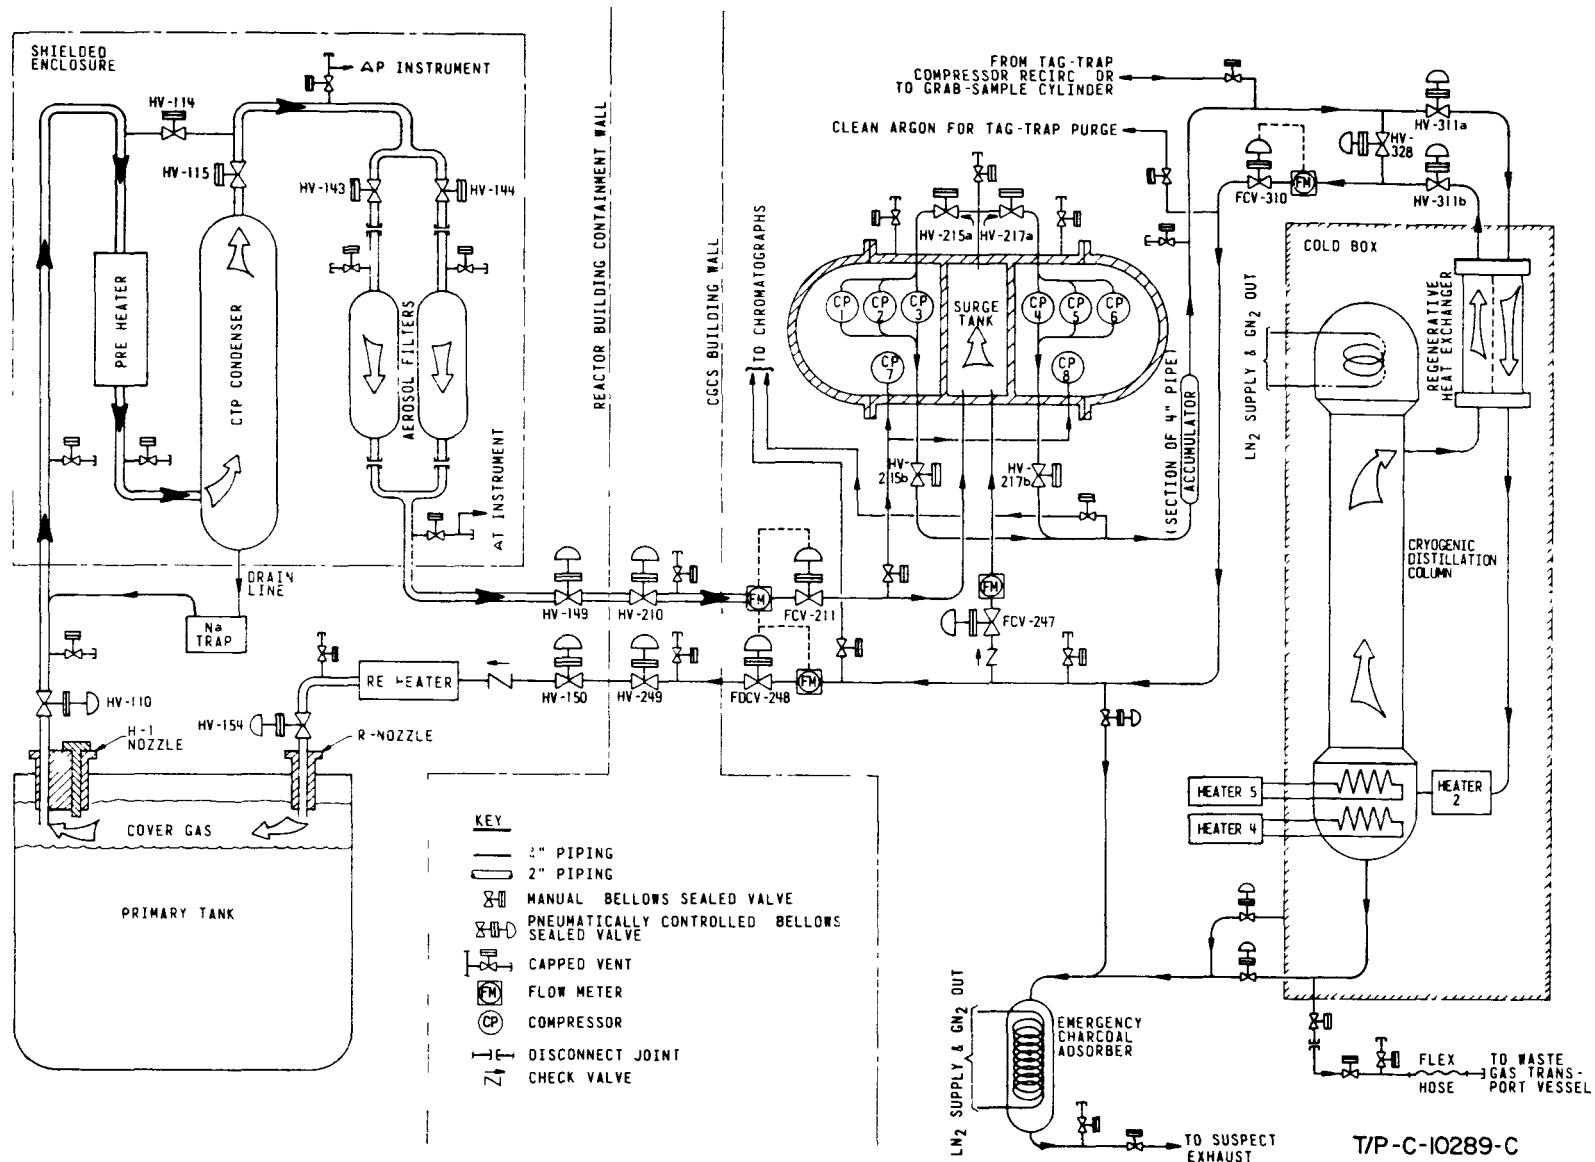 SHIELDED
ENCLOSURE
ΔP INSTRUMENT
HV-114
HV-115
HV-143
HV-144
PRE HEATER
CTP CONDENSER
AEROSOL FILTERS
ΔT INSTRUMENT
DRAIN
LINE
Na
TRAP
HV-110
H-1
NOZZLE
HV-154
R-NOZZLE
RE HEATER
HV-149
HV-210
HV-150
HV-249
COVER GAS
PRIMARY TANK
REACTOR BUILDING CONTAINMENT WALL
CGCS BUILDING WALL
TO CHROMATOGRAPHS
FM
FCV-211
FDCV-248
FM
FROM TAG-TRAP
COMPRESSOR RECIRC OR
TO GRAB-SAMPLE CYLINDER
CLEAN ARGON FOR TAG-TRAP PURGE
HV-215a
HV-217a
CP
1
CP
2
CP
3
SURGE
TANK
CP
4
CP
5
CP
6
CP
7
CP
8
HV-
215b
HV-
217b
FM
FCV-247
(SECTION OF 4" PIPE)
ACCUMULATOR
HV-311a
HV-
328
FCV-310
FM
HV-311b
COLD BOX
LN2 SUPPLY & GN2 OUT
REGENERATIVE
HEAT EXCHANGER
CRYOGENIC
DISTILLATION
COLUMN
HEATER 5
HEATER 4
HEATER
2
LN2 SUPPLY & GN2 OUT
EMERGENCY
CHARCOAL
ADSORBER
TO SUSPECT
EXHAUST
FLEX
HOSE
TO WASTE
GAS TRANS-
PORT VESSEL
KEY
" PIPING
2" PIPING
MANUAL BELLOWS SEALED VALVE
PNEUMATICALLY CONTROLLED BELLOWS
SEALED VALVE
CAPPED VENT
FM FLOW METER
CP COMPRESSOR
DISCONNECT JOINT
CHECK VALVE
T/P-C-10289-C